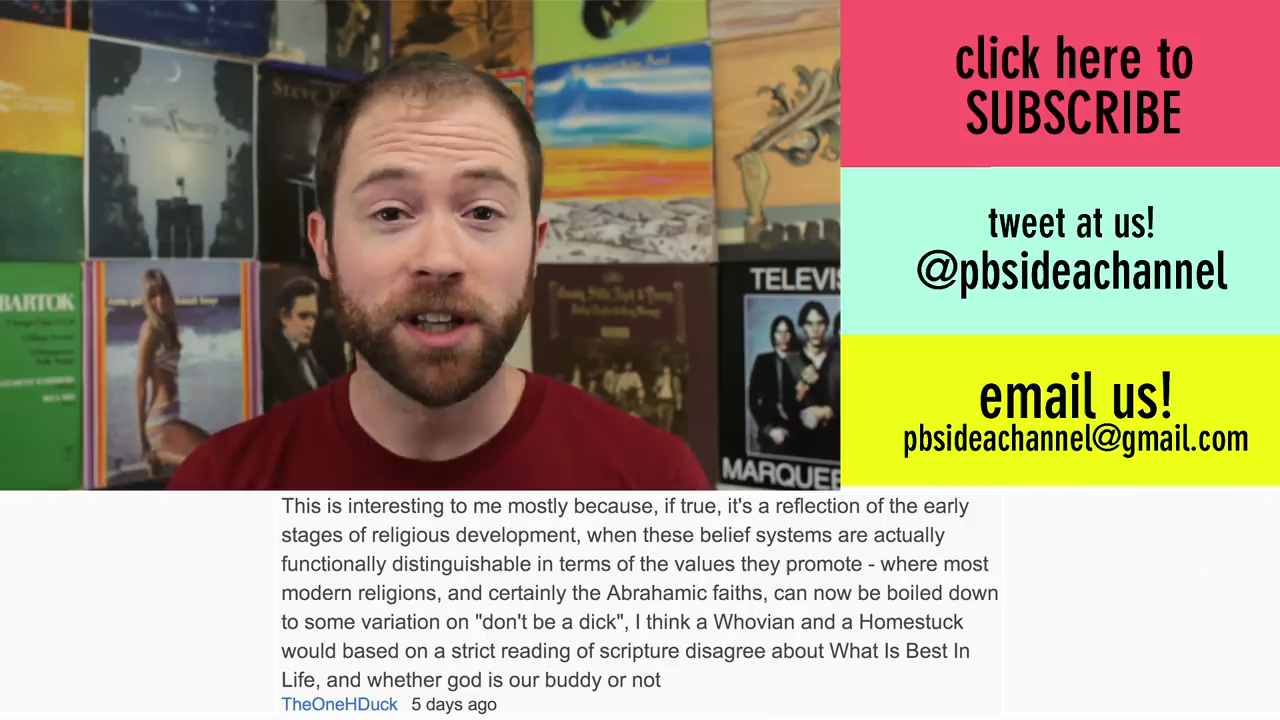 click here to
SUBSCRIBE
tweet at us!
@pbsideachannel
email us!
pbsideachannel@gmail.com
BARTOK
TELEVIS
MARQUEE
This is interesting to me mostly because, if true, it's a reflection of the early
stages of religious development, when these belief systems are actually
functionally distinguishable in terms of the values they promote - where most
modern religions, and certainly the Abrahamic faiths, can now be boiled down
to some variation on "don't be a dick", I think a Whovian and a Homestuck
would based on a strict reading of scripture disagree about What Is Best In
Life, and whether god is our buddy or not
TheOneHDuck 5 days ago